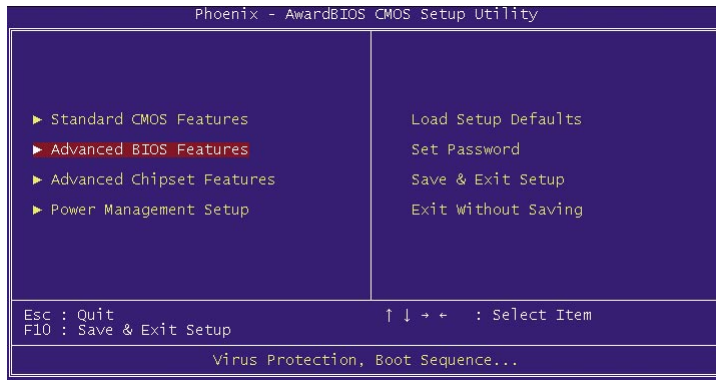 Phoenix - AwardBIOS CMOS Setup Utility
► Standard CMOS Features
► Advanced BIOS Features
► Advanced Chipset Features
► Power Management Setup
Load Setup Defaults
Set Password
Save & Exit Setup
Exit Without Saving
Esc : Quit
F10 : Save & Exit Setup
↑ ↓ → ← : Select Item
Virus Protection, Boot Sequence...